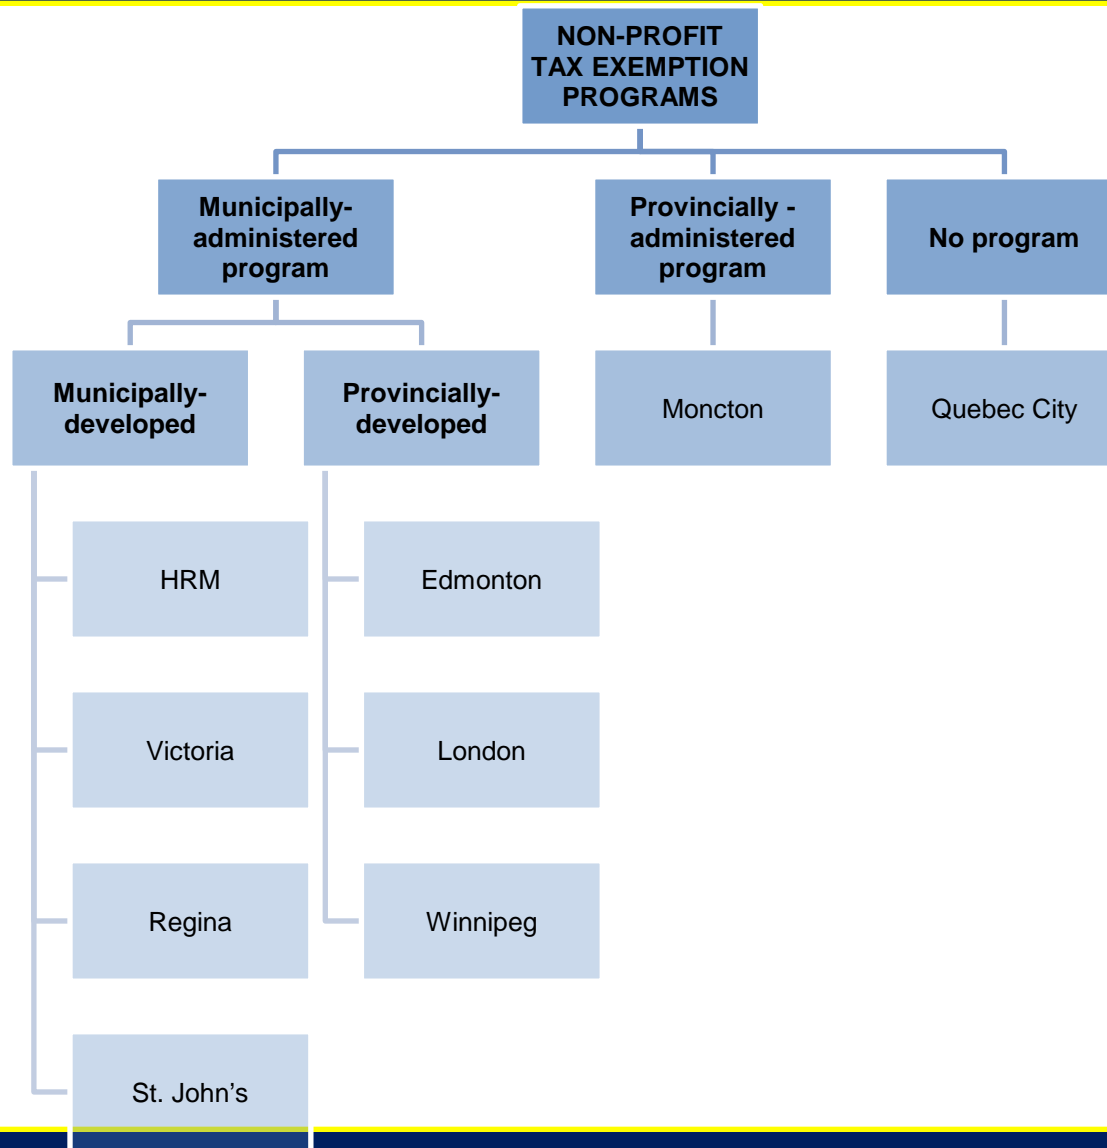 NON-PROFIT
TAX EXEMPTION
PROGRAMS
Municipally-
administered
program
Provincially -
administered
program
No program
Municipally-
developed
Provincially-
developed
Moncton
Quebec City
HRM
Edmonton
Victoria
London
Regina
Winnipeg
St. John’s